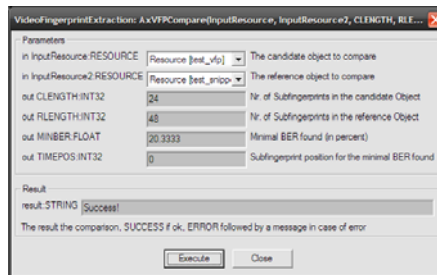 VideoFingerprintExtraction: AxVFPCompare(InputResource, InputResource2, CLENGTH, RLE...
Parameters
in InputResource:RESOURCE Resource [test_vfp] The candidate object to compare
in InputResource2:RESOURCE Resource [test_snipp The reference object to compare
out CLENGTH:INT32 24 Nr. of Subfingerprints in the candidate Object
out RLENGTH:INT32 48 Nr. of Subfingerprints in the reference Object
out MINBER:FLOAT 20.3333 Minimal BER found (in percent)
out TIMEPOS:INT32 0 Subfingerprint position for the minimal BER found
Result
result:STRING Success!
The result the comparison, SUCCESS if ok, ERROR followed by a message in case of error
Execute Close